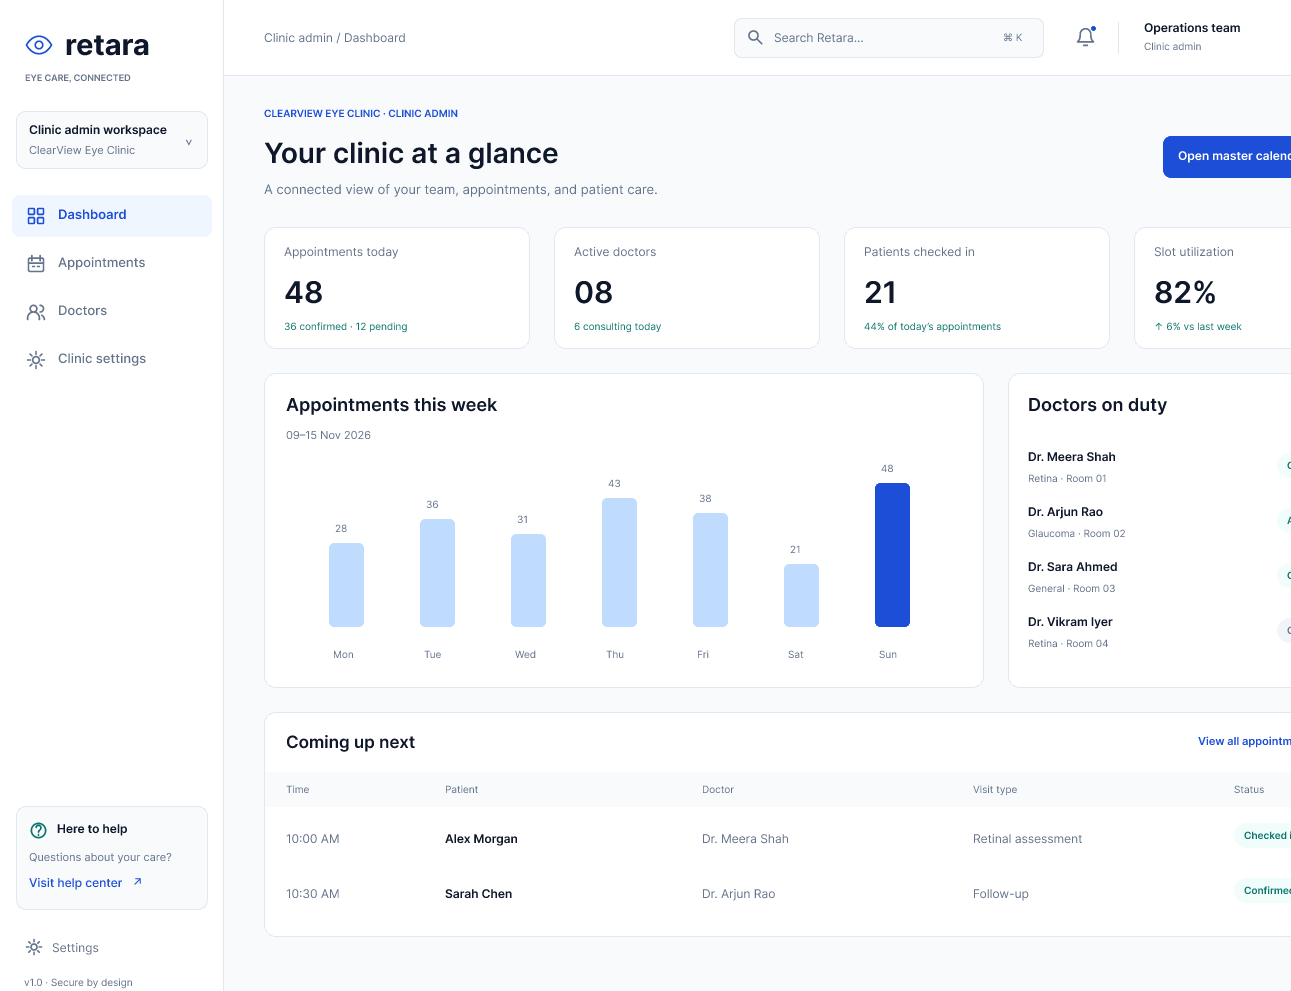 retara
EYE CARE, CONNECTED
Clinic admin workspace
ClearView Eye Clinic
Dashboard
Appointments
Doctors
Clinic settings
Here to help
Questions about your care?
Visit help center ↗
Settings
v1.0 · Secure by design
Clinic admin / Dashboard
Search Retara...
⌘ K
Operations team
Clinic admin
CLEARVIEW EYE CLINIC · CLINIC ADMIN
Your clinic at a glance
A connected view of your team, appointments, and patient care.
Open master
Appointments today
48
36 confirmed · 12 pending
Active doctors
08
6 consulting today
Patients checked in
21
44% of today's appointments
Slot utilization
82%
↑ 6% vs last week
Appointments this week
09–15 Nov 2026
28
36
31
43
38
21
48
Mon
Tue
Wed
Thu
Fri
Sat
Sun
Doctors on duty
Dr. Meera Shah
Retina · Room 01
Dr. Arjun Rao
Glaucoma · Room 02
Dr. Sara Ahmed
General · Room 03
Dr. Vikram Iyer
Retina · Room 04
Coming up next
View all
Time Patient Doctor Visit type Status
10:00 AM Alex Morgan Dr. Meera Shah Retinal assessment Checked
10:30 AM Sarah Chen Dr. Arjun Rao Follow-up